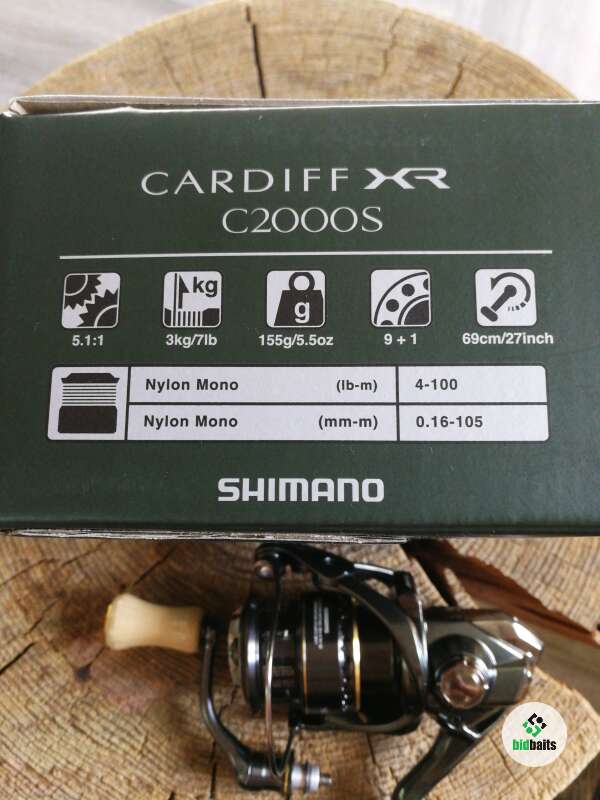 CARDIFF XR
C2000S
kg
g
5.1:1
3kg/7lb
155g/5.5oz
9 + 1
69cm/27inch
Nylon Mono (lb-m) 4-100
Nylon Mono (mm-m) 0.16-105
SHIMANO
bidbaits